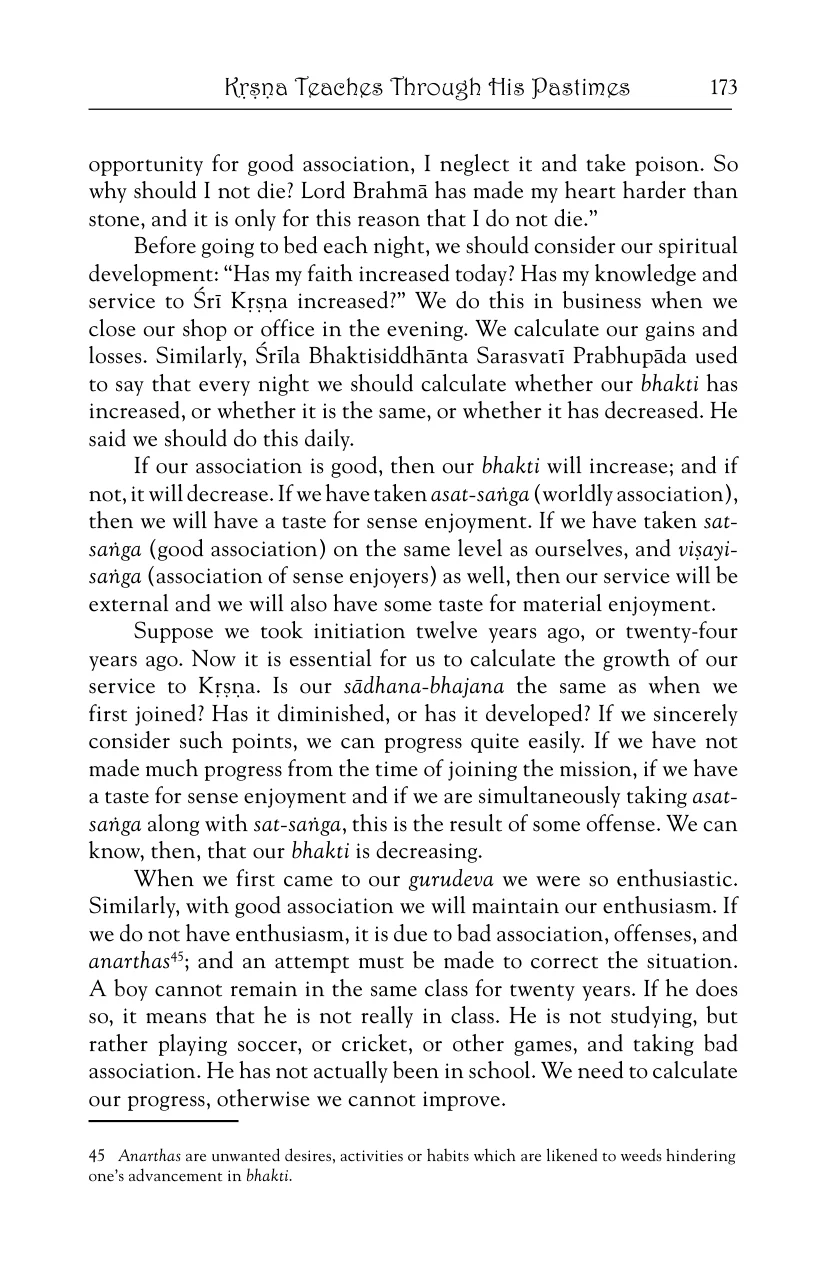 Kṛṣṇa Teaches Through His Pastimes 173
opportunity for good association, I neglect it and take poison. So
why should I not die? Lord Brahmā has made my heart harder than
stone, and it is only for this reason that I do not die.”
Before going to bed each night, we should consider our spiritual
development: “Has my faith increased today? Has my knowledge and
service to Śrī Kṛṣṇa increased?” We do this in business when we
close our shop or office in the evening. We calculate our gains and
losses. Similarly, Śrīla Bhaktisiddhānta Sarasvatī Prabhupāda used
to say that every night we should calculate whether our bhakti has
increased, or whether it is the same, or whether it has decreased. He
said we should do this daily.
If our association is good, then our bhakti will increase; and if
not, it will decrease. If we have taken asat-saṅga (worldly association),
then we will have a taste for sense enjoyment. If we have taken sat-
saṅga (good association) on the same level as ourselves, and viṣayi-
saṅga (association of sense enjoyers) as well, then our service will be
external and we will also have some taste for material enjoyment.
Suppose we took initiation twelve years ago, or twenty-four
years ago. Now it is essential for us to calculate the growth of our
service to Kṛṣṇa. Is our sādhana-bhajana the same as when we
first joined? Has it diminished, or has it developed? If we sincerely
consider such points, we can progress quite easily. If we have not
made much progress from the time of joining the mission, if we have
a taste for sense enjoyment and if we are simultaneously taking asat-
saṅga along with sat-saṅga, this is the result of some offense. We can
know, then, that our bhakti is decreasing.
When we first came to our gurudeva we were so enthusiastic.
Similarly, with good association we will maintain our enthusiasm. If
we do not have enthusiasm, it is due to bad association, offenses, and
anarthas⁴⁵; and an attempt must be made to correct the situation.
A boy cannot remain in the same class for twenty years. If he does
so, it means that he is not really in class. He is not studying, but
rather playing soccer, or cricket, or other games, and taking bad
association. He has not actually been in school. We need to calculate
our progress, otherwise we cannot improve.
45 Anarthas are unwanted desires, activities or habits which are likened to weeds hindering
one’s advancement in bhakti.